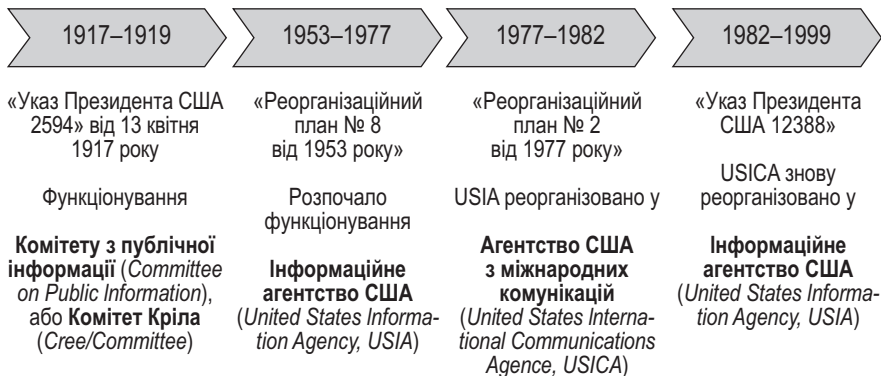 1917–1919
«Указ Президента США
2594» від 13 квітня
1917 року
Функціонування
Комітету з публічної
інформації (Committee
on Public Information),
або Комітет Кріла
(Cree/Committee)
1953–1977
«Реорганізаційний
план № 8
від 1953 року»
Розпочало
функціонування
Інформаційне
агентство США
(United States Informa-
tion Agency, USIA)
1977–1982
«Реорганізаційний
план № 2
від 1977 року»
USIA реорганізовано у
Агентство США
з міжнародних
комунікацій
(United States Interna-
tional Communications
Agence, USICA)
1982–1999
«Указ Президента
США 12388»
USICA знову
реорганізовано у
Інформаційне
агентство США
(United States Informa-
tion Agency, USIA)